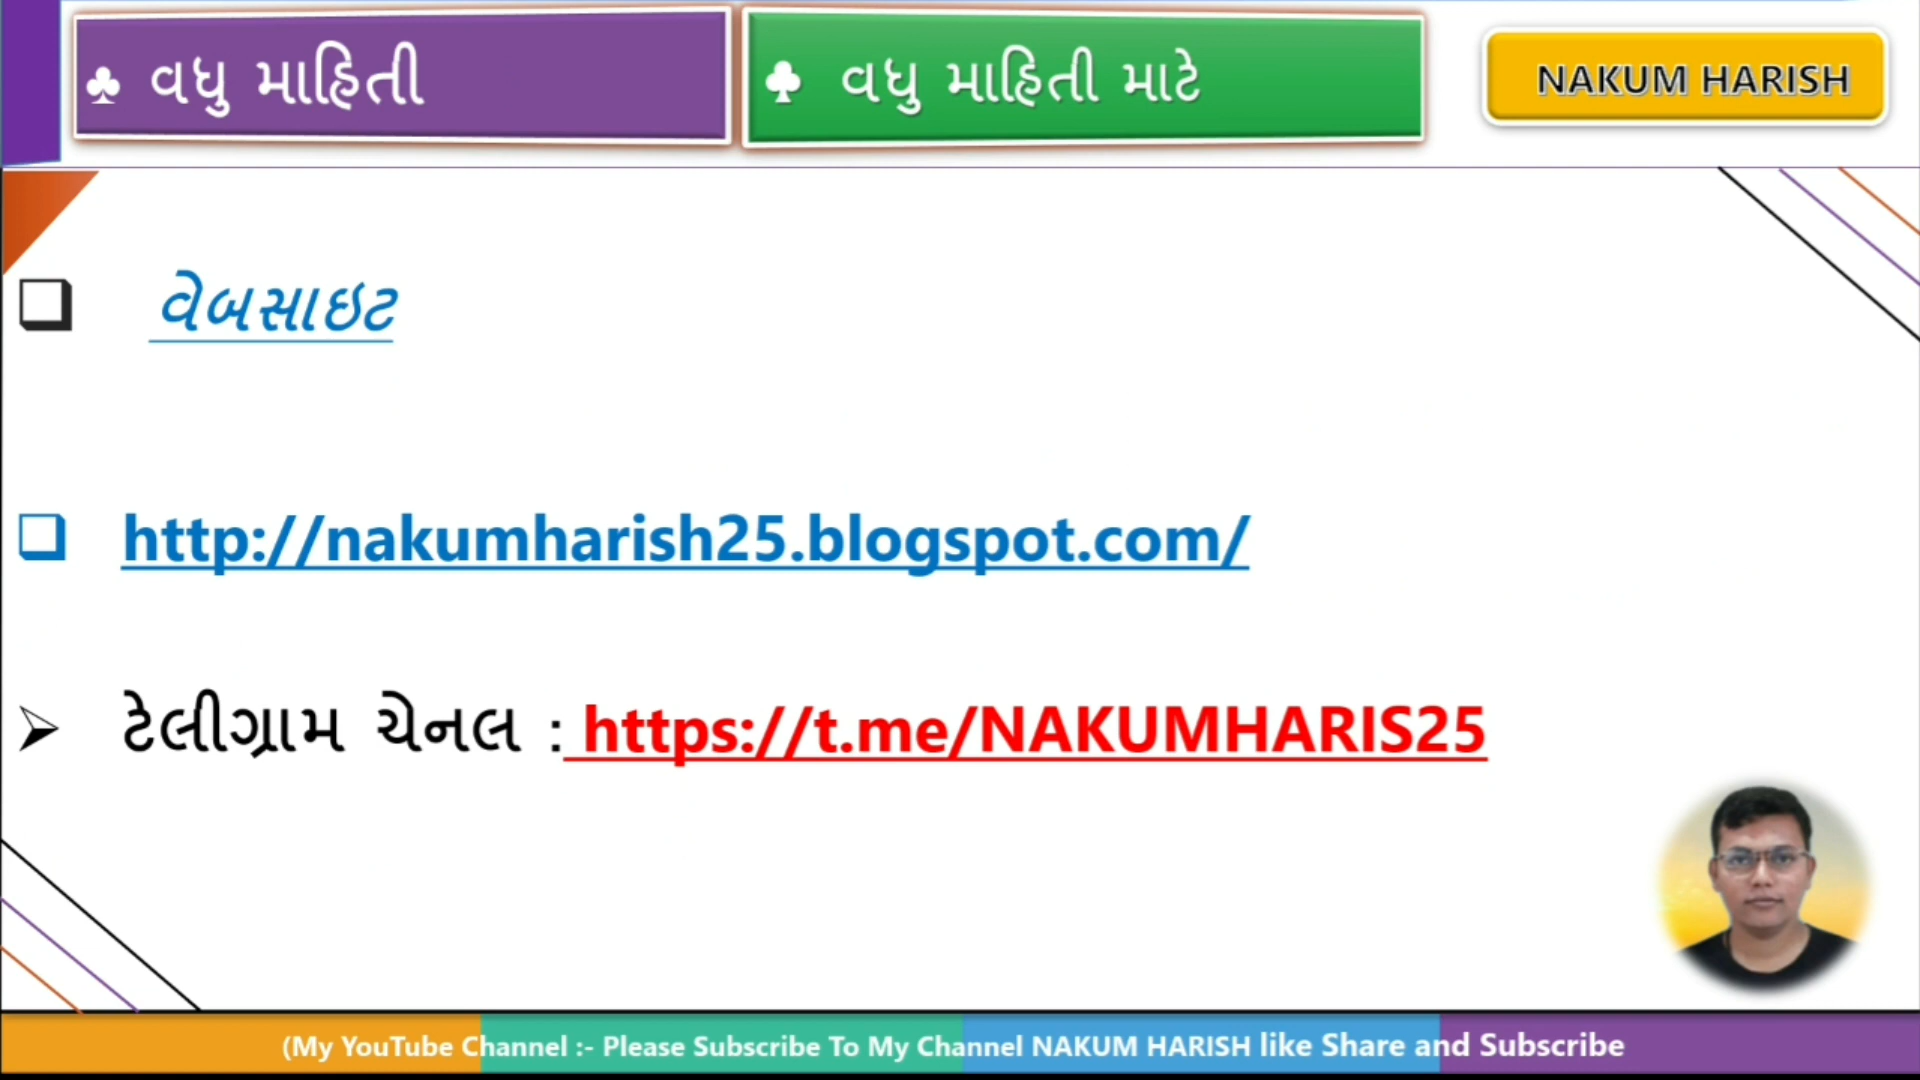 ♣ વધુ માહિતી
♣ વધુ માહિતી માટે
NAKUM HARISH
❑ વેબસાઇટ
❑ http://nakumharish25.blogspot.com/
➢ ટેલીગ્રામ ચેનલ : https://t.me/NAKUMHARIS25
(My YouTube Channel :- Please Subscribe To My Channel NAKUM HARISH like Share and Subscribe